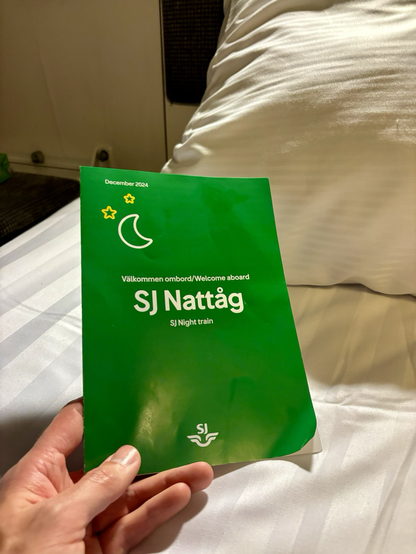 December 2024
Välkommen ombord/Welcome aboard
SJ Nattåg
SJ Night train
SJ